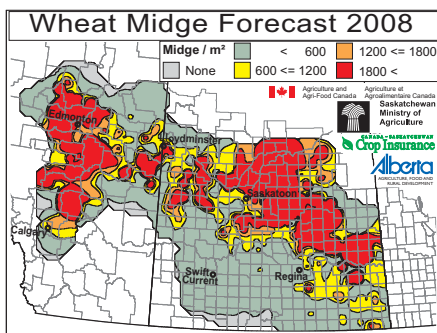 Wheat Midge Forecast 2008
Midge / m²
< 600
1200 <= 1800
None
600 <= 1200
1800 <
Agriculture and
Agri-Food Canada
Agriculture et
Agroalimentaire Canada
Saskatchewan
Ministry of
Agriculture
CANADA - SASKATCHEWAN
Crop Insurance
Alberta
AGRICULTURE, FOOD AND
RURAL DEVELOPMENT
Edmonton
Lloydminster
Saskatoon
Calgary
Swift
Current
Regina